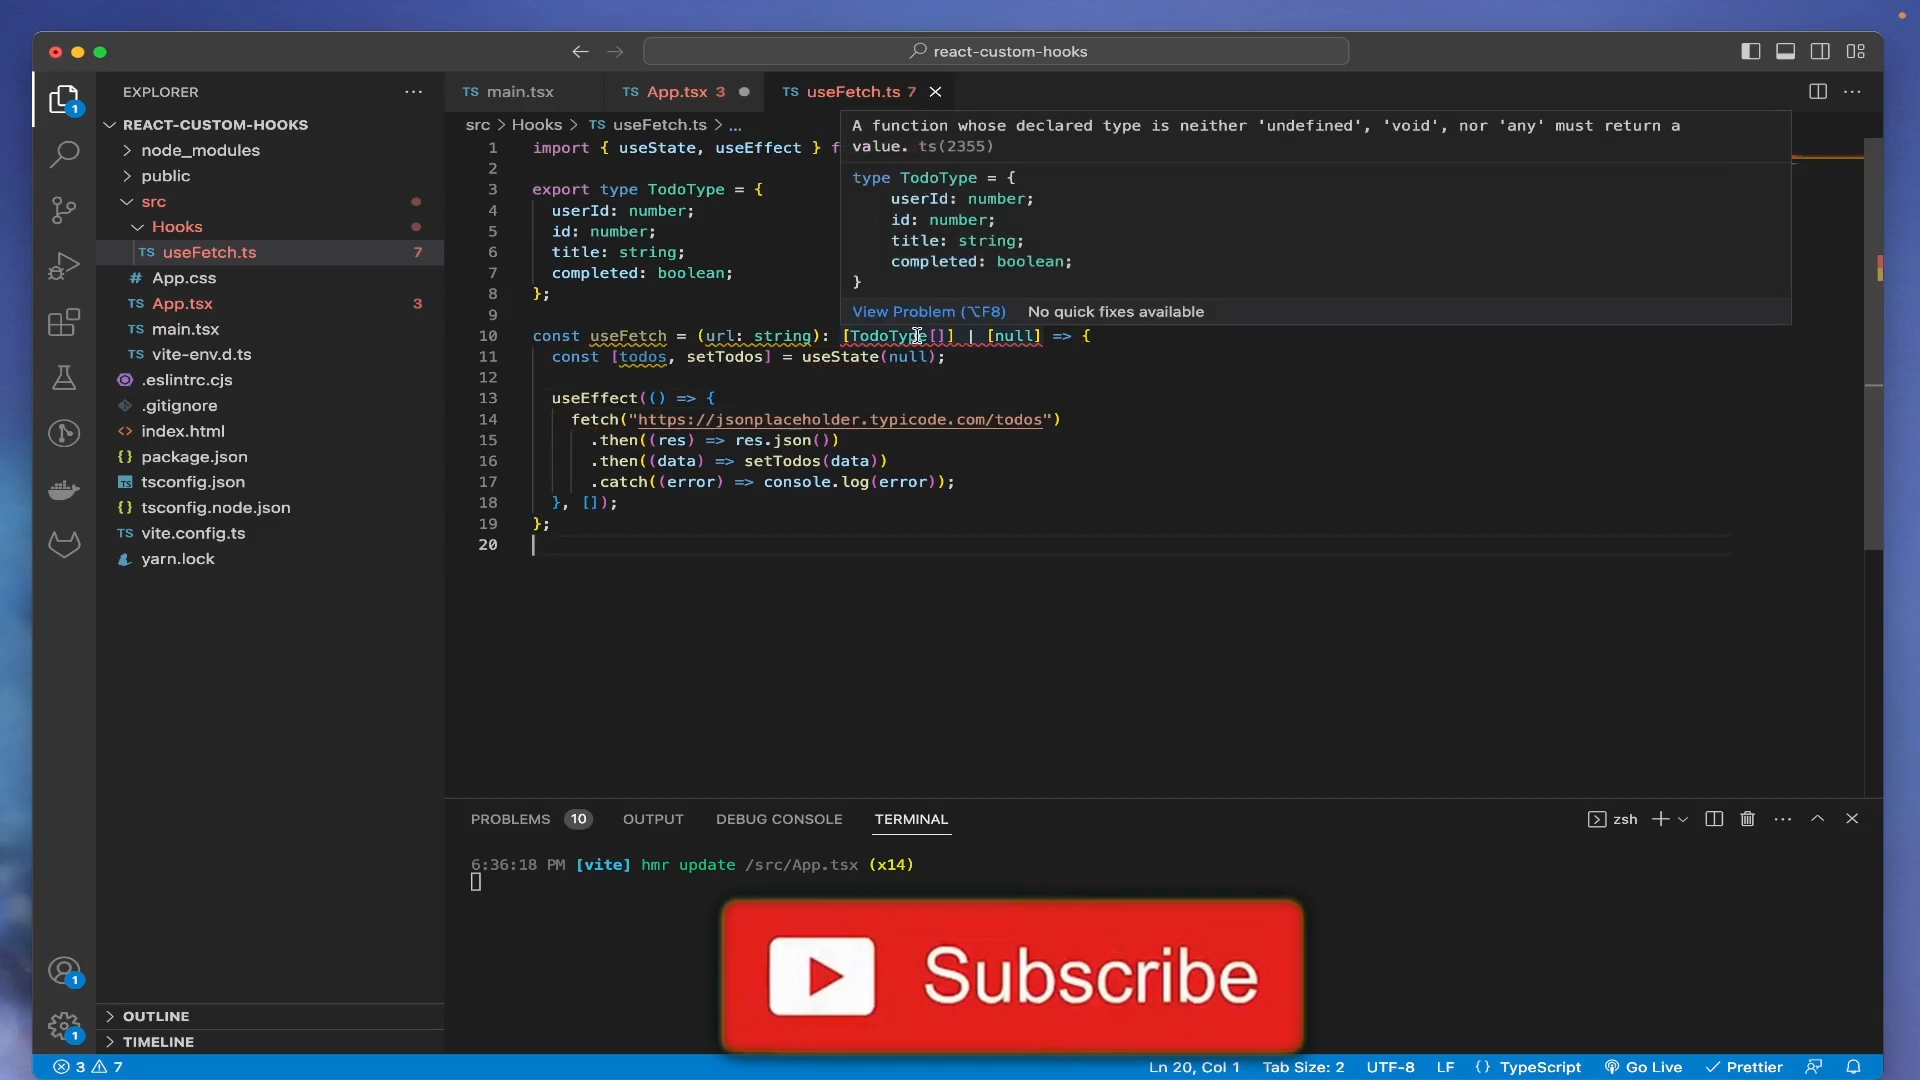 react-custom-hooks
EXPLORER
REACT-CUSTOM-HOOKS
node_modules
public
src
Hooks
TS useFetch.ts 7
# App.css
TS App.tsx 3
TS main.tsx
TS vite-env.d.ts
.eslintrc.cjs
.gitignore
<> index.html
{} package.json
tsconfig.json
{} tsconfig.node.json
TS vite.config.ts
yarn.lock
OUTLINE
TIMELINE
1
1
1
TS main.tsx TS App.tsx 3 TS useFetch.ts 7
src > Hooks > TS useFetch.ts > ...
1 import { useState, useEffect } f
2
3 export type TodoType = {
4 userId: number;
5 id: number;
6 title: string;
7 completed: boolean;
8 };
9
10 const useFetch = (url: string): [TodoType[]] | [null] => {
11 const [todos, setTodos] = useState(null);
12
13 useEffect(() => {
14 fetch("https://jsonplaceholder.typicode.com/todos")
15 .then((res) => res.json())
16 .then((data) => setTodos(data))
17 .catch((error) => console.log(error));
18 }, []);
19 };
20
A function whose declared type is neither 'undefined', 'void', nor 'any' must return a
value. ts(2355)
type TodoType = {
userId: number;
id: number;
title: string;
completed: boolean;
}
View Problem (⌥F8) No quick fixes available
PROBLEMS 10 OUTPUT DEBUG CONSOLE TERMINAL
zsh
6:36:18 PM [vite] hmr update /src/App.tsx (x14)
Subscribe
3 7
Ln 20, Col 1 Tab Size: 2 UTF-8 LF {} TypeScript Go Live Prettier